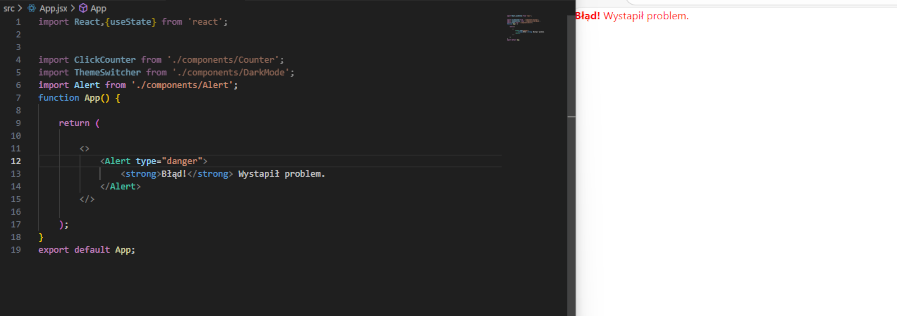 src > App.jsx > App
1 import React,{useState} from 'react';
2
3
4 import ClickCounter from './components/Counter';
5 import ThemeSwitcher from './components/DarkMode';
6 import Alert from './components/Alert';
7 function App() {
8
9 return (
10
11 <>
12 <Alert type="danger">
13 <strong>Błąd!</strong> Wystapił problem.
14 </Alert>
15 </>
16
17 );
18 }
19 export default App;
Błąd! Wystapił problem.